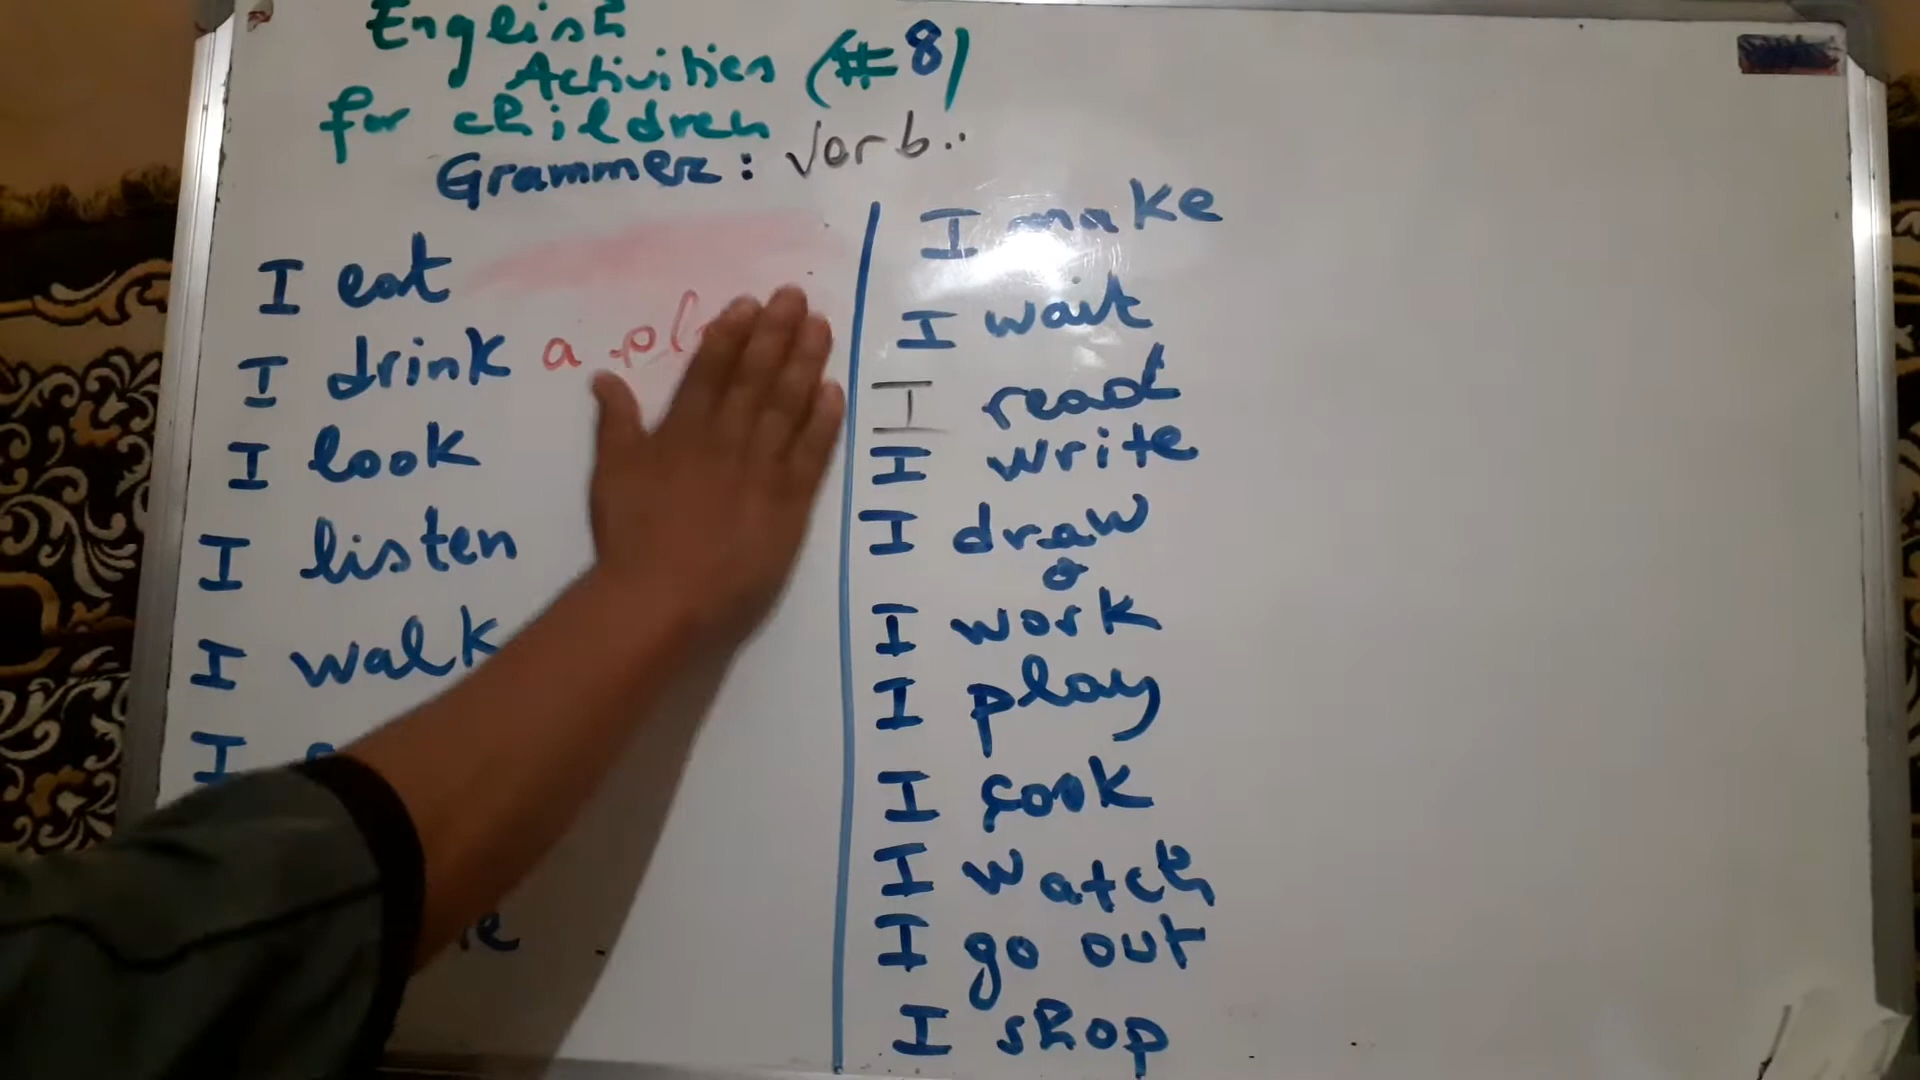 English
Activities (#8)
for children
Grammer: Verb..
I eat
I drink a
I look
I listen
I walk
I
I make
I wait
I read
I write
I draw
I work
I play
I cook
I watch
I go out
I shop